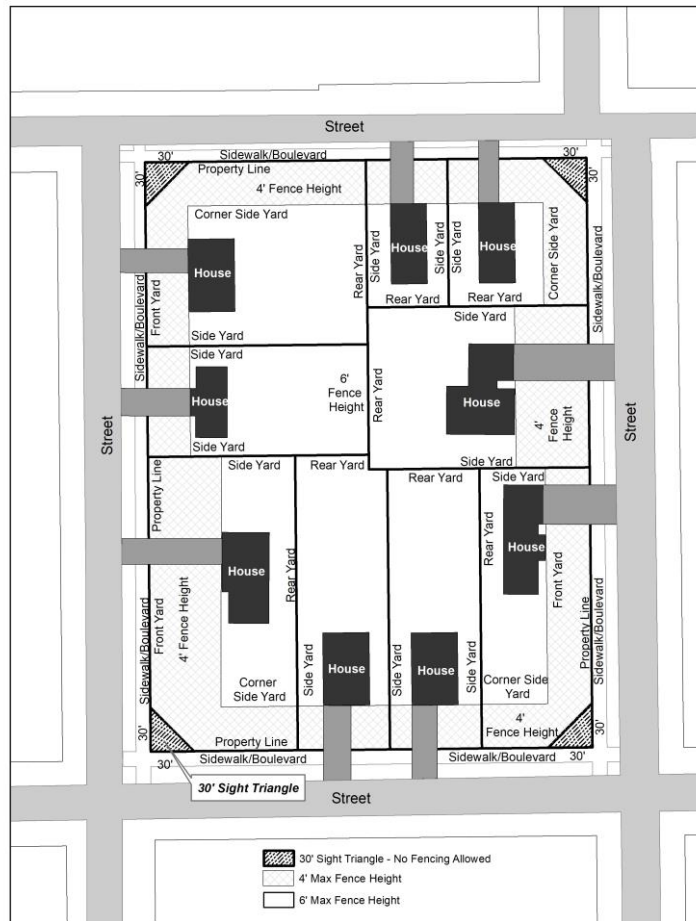 Street
Sidewalk/Boulevard
30'
30'
30'
30'
Property Line
4' Fence Height
Corner Side Yard
House
House
House
Side Yard
Side Yard
Side Yard
Rear Yard
Rear Yard
Rear Yard
Corner Side Yard
Sidewalk/Boulevard
Sidewalk/Boulevard
Front Yard
Side Yard
Side Yard
Side Yard
House
6'
Fence
Height
Rear Yard
House
4'
Fence
Height
Side Yard
Side Yard
Street
Street
Side Yard
Rear Yard
Rear Yard
Side Yard
Property Line
House
Rear Yard
Rear Yard
House
Front Yard
Front Yard
4' Fence Height
Sidewalk/Boulevard
Property Line
Sidewalk/Boulevard
Corner
Side Yard
Side Yard
House
Side Yard
House
Side Yard
Corner Side
Yard
4'
Fence Height
30'
30'
Property Line
30'
30'
Sidewalk/Boulevard
Sidewalk/Boulevard
30' Sight Triangle
Street
30' Sight Triangle - No Fencing Allowed
4' Max Fence Height
6' Max Fence Height